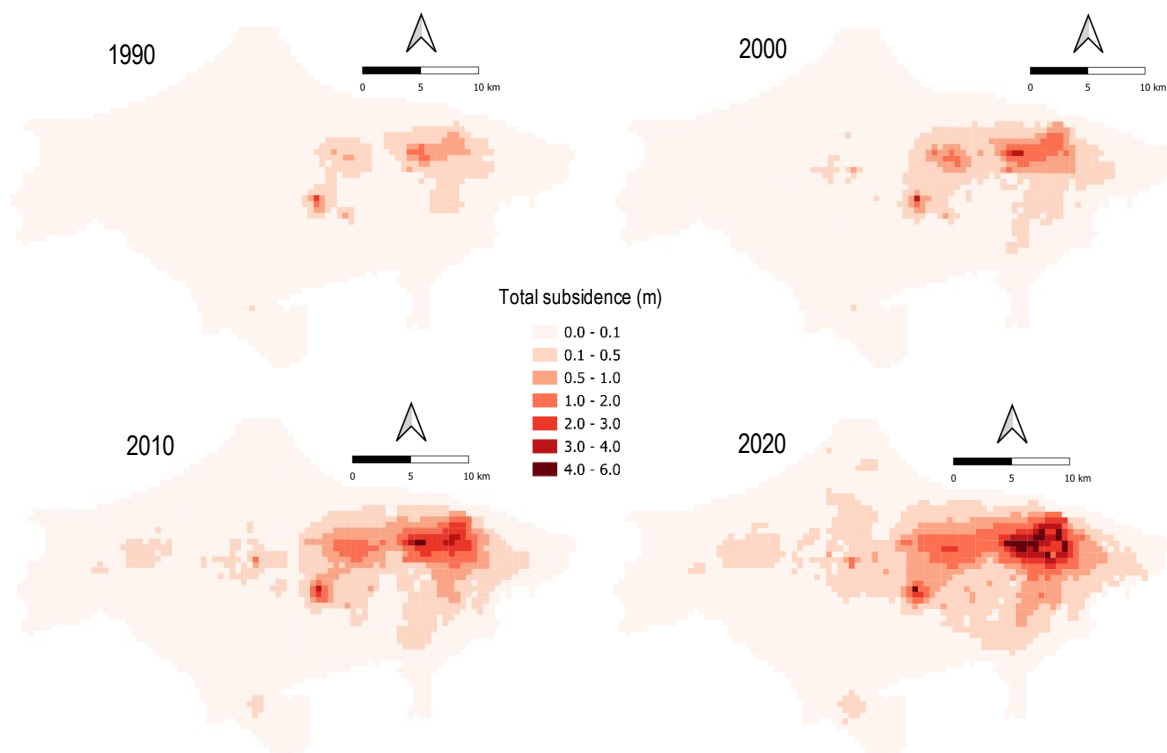 1990
0 5 10 km
2000
0 5 10 km
Total subsidence (m)
0.0 - 0.1
0.1 - 0.5
0.5 - 1.0
1.0 - 2.0
2.0 - 3.0
3.0 - 4.0
4.0 - 6.0
2010
0 5 10 km
2020
0 5 10 km